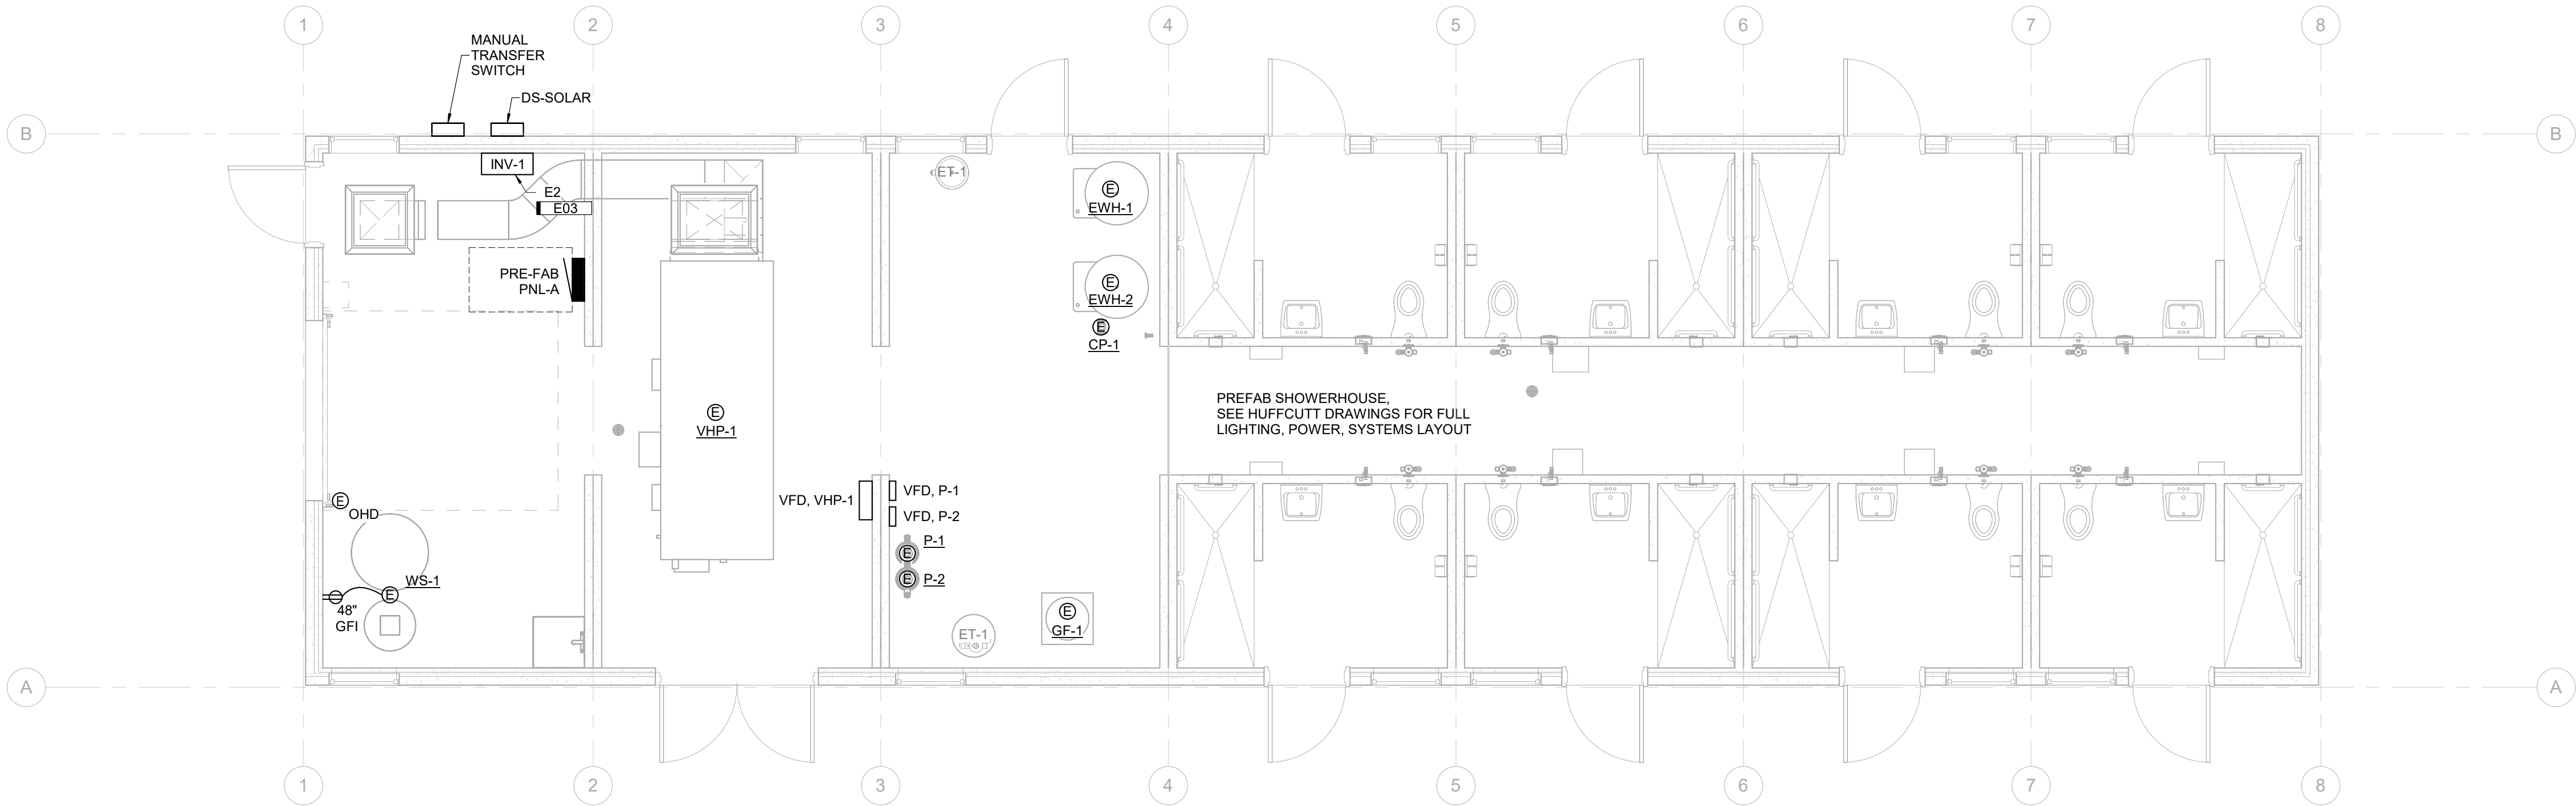 1 2 3 4 5 6 7 8
MANUAL
TRANSFER
SWITCH
DS-SOLAR
B B
INV-1
E2
E03
ET-1
E
EWH-1
PRE-FAB
PNL-A
E
EWH-2
E
CP-1
E
VHP-1
PREFAB SHOWERHOUSE,
SEE HUFFCUTT DRAWINGS FOR FULL
LIGHTING, POWER, SYSTEMS LAYOUT
VFD, VHP-1
VFD, P-1
VFD, P-2
E
OHD
E P-1
E P-2
WS-1
E
48"
GFI
E
GF-1
ET-1
A A
1 2 3 4 5 6 7 8